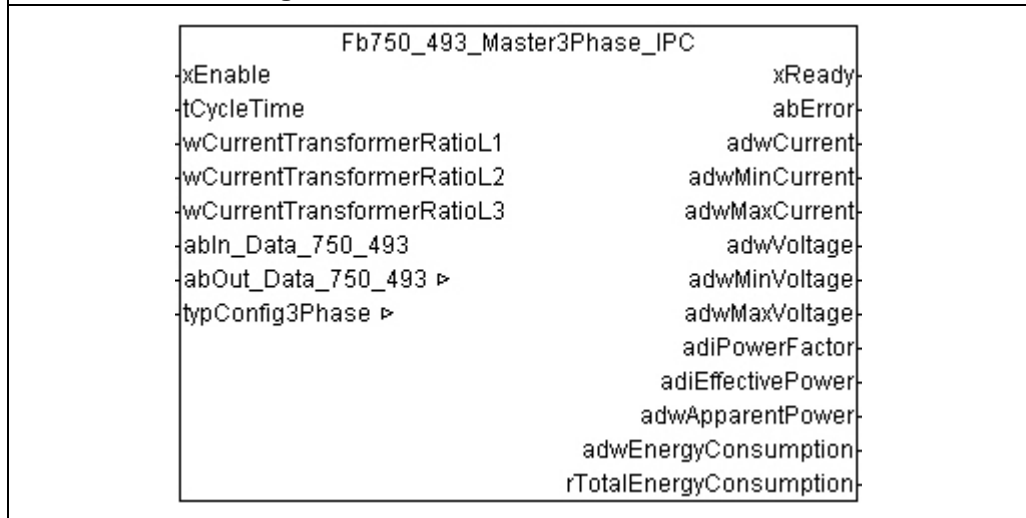 Fb750_493_Master3Phase_IPC
xEnable xReady
tCycleTime abError
wCurrentTransformerRatioL1 adwCurrent
wCurrentTransformerRatioL2 adwMinCurrent
wCurrentTransformerRatioL3 adwMaxCurrent
abIn_Data_750_493 adwVoltage
abOut_Data_750_493 ▹ adwMinVoltage
typConfig3Phase ▹ adwMaxVoltage
adiPowerFactor
adiEffectivePower
adwApparentPower
adwEnergyConsumption
rTotalEnergyConsumption